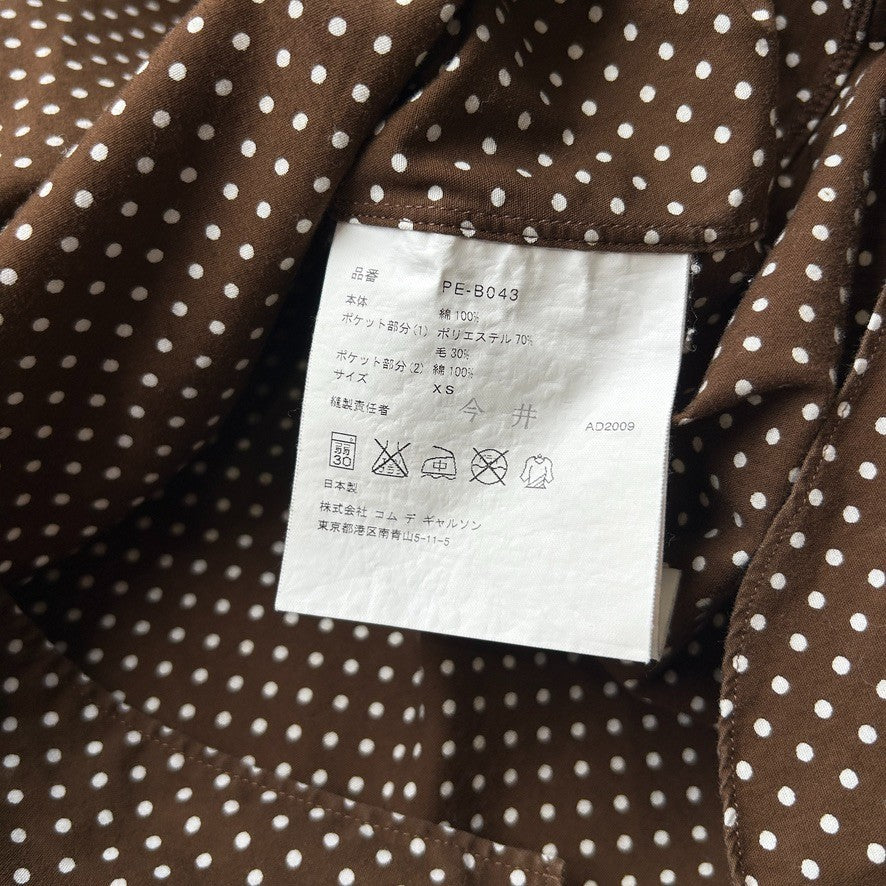 品番 PE-B043
本体 綿 100%
ポケット部分(1) ポリエステル 70%
毛 30%
ポケット部分(2) 綿 100%
サイズ XS
縫製責任者 今井 AD2009
弱 30 中
日本製
株式会社 コム デ ギャルソン
東京都港区南青山5-11-5